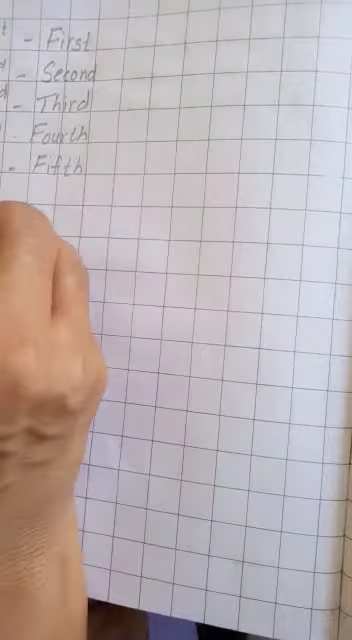 t - First
d - Second
d - Third
- Fourth
- Fifth